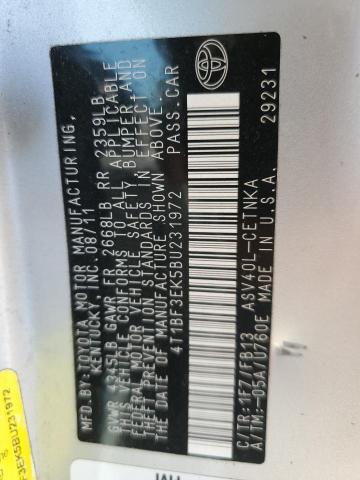 MFD. BY: TOYOTA MOTOR MANUFACTURING,
KENTUCKY, INC. 08/11
GVWR 4745LB GAWR FR 2668LB RR 2359LB
THIS VEHICLE CONFORMS TO ALL APPLICABLE
FEDERAL MOTOR VEHICLE SAFETY, BUMPER, AND
THEFT PREVENTION STANDARDS IN EFFECT ON
THE DATE OF MANUFACTURE SHOWN ABOVE.
4T1BF3EK5BU231972 PASS. CAR
C/TR:1F7/FB13 ASV40L-CETNKA 29231
A/TM:-05A/U760E MADE IN U.S.A.
F3EK5BU231972